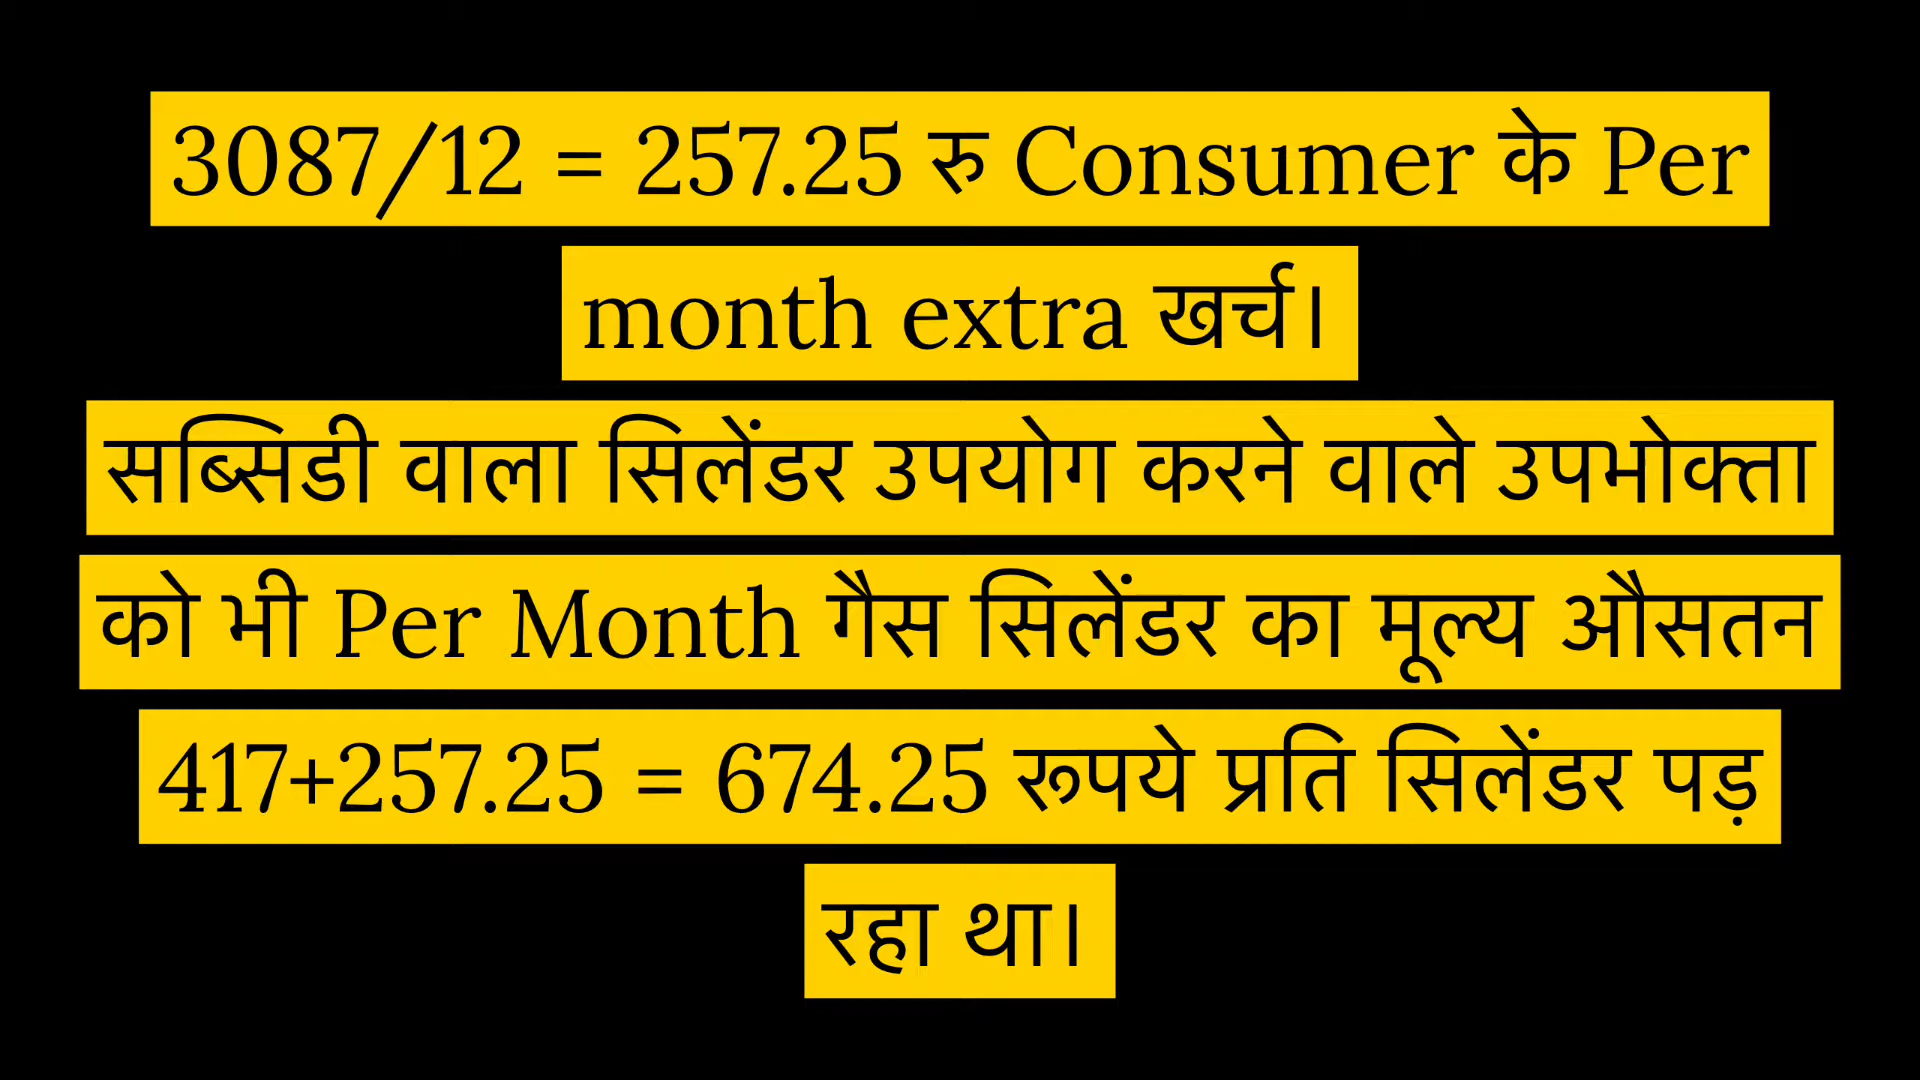 3087/12 = 257.25 रु Consumer के Per
month extra खर्च।
सब्सिडी वाला सिलेंडर उपयोग करने वाले उपभोक्ता
को भी Per Month गैस सिलेंडर का मूल्य औसतन
417+257.25 = 674.25 रूपये प्रति सिलेंडर पड़
रहा था।